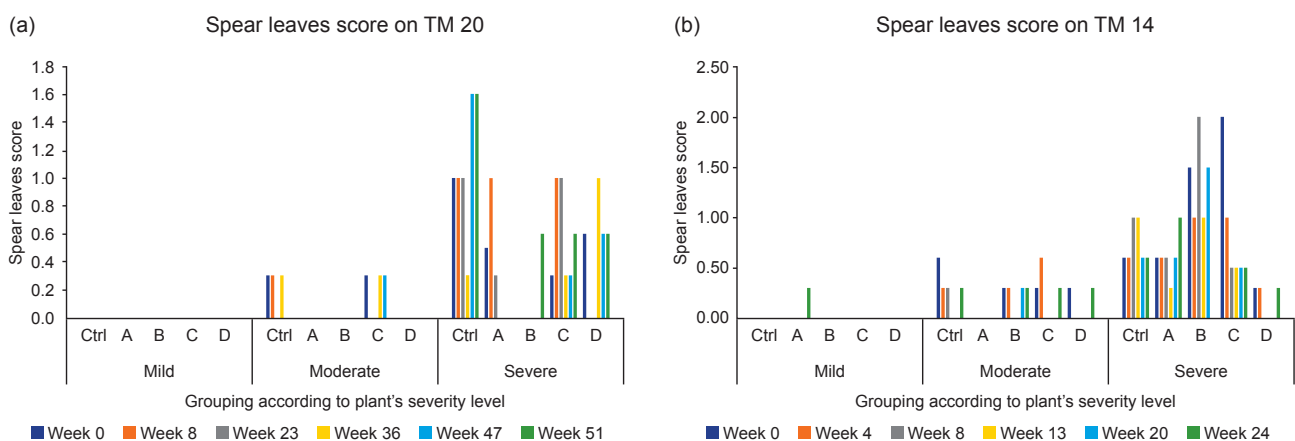 (a) Spear leaves score on TM 20
Spear leaves score
1.8
1.6
1.4
1.2
1.0
0.8
0.6
0.4
0.2
0.0
Ctrl A B C D Ctrl A B C D Ctrl A B C D
Mild Moderate Severe
Grouping according to plant's severity level
Week 0 Week 8 Week 23 Week 36 Week 47 Week 51
(b) Spear leaves score on TM 14
Spear leaves score
2.50
2.00
1.50
1.00
0.50
0.00
Ctrl A B C D Ctrl A B C D Ctrl A B C D
Mild Moderate Severe
Grouping according to plant's severity level
Week 0 Week 4 Week 8 Week 13 Week 20 Week 24